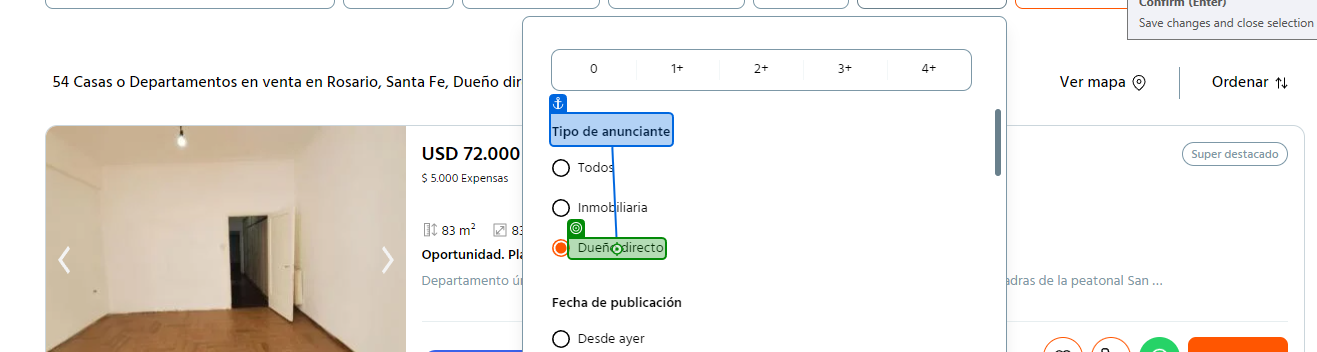 Confirm (Enter)
Save changes and close selection
0 1+ 2+ 3+ 4+
54 Casas o Departamentos en venta en Rosario, Santa Fe, Dueño dir
Ver mapa
Ordenar
Tipo de anunciante
Todos
Inmobiliaria
Dueño directo
Fecha de publicación
Desde ayer
USD 72.000
$ 5.000 Expensas
83 m²
83
Oportunidad. Pla
Departamento ún
adras de la peatonal San ...
Super destacado